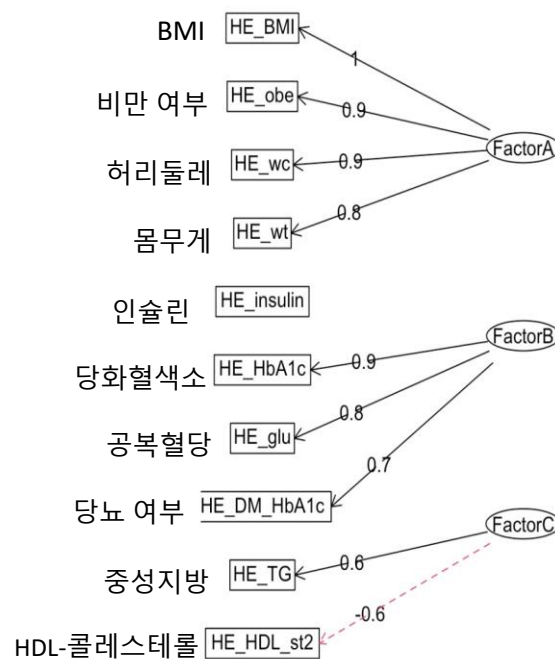 BMI HE_BMI
1
비만 여부 HE_obe
0.9
FactorA
허리둘레 HE_wc
0.9
몸무게 HE_wt
0.8
인슐린 HE_insulin
FactorB
당화혈색소 HE_HbA1c
0.9
공복혈당 HE_glu
0.8
0.7
당뇨 여부 HE_DM_HbA1c
FactorC
중성지방 HE_TG
0.6
-0.6
HDL-콜레스테롤 HE_HDL_st2